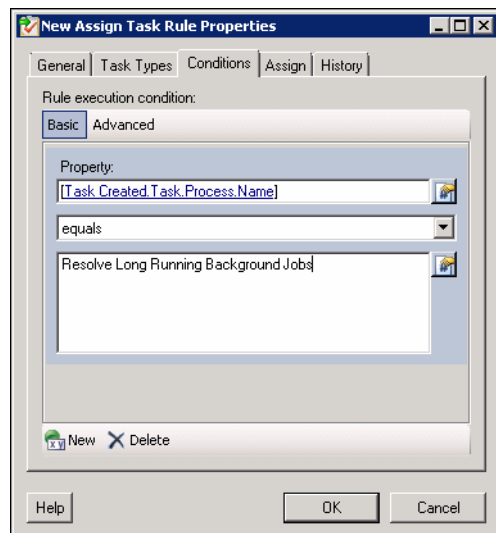 New Assign Task Rule Properties
General Task Types Conditions Assign History
Rule execution condition:
Basic Advanced
Property:
[Task Created.Task.Process.Name]
equals
Resolve Long Running Background Jobs
New Delete
Help OK Cancel